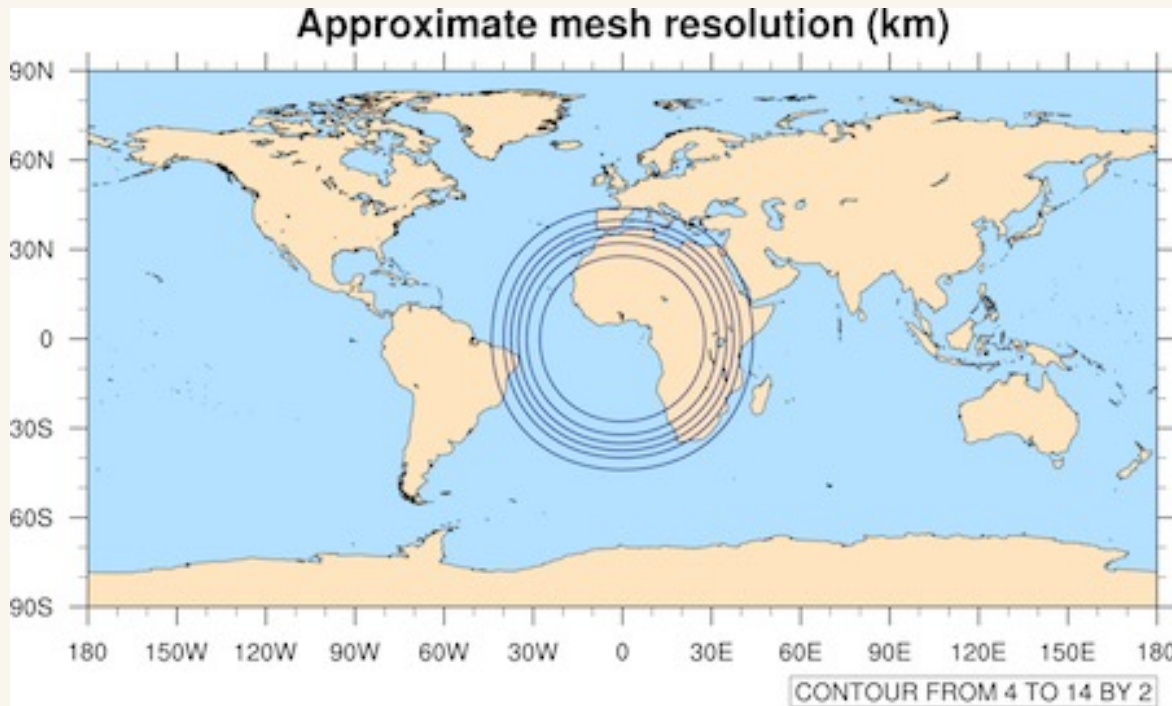 Approximate mesh resolution (km)
90N
60N
30N
0
30S
60S
90S
180 150W 120W 90W 60W 30W 0 30E 60E 90E 120E 150E 180
CONTOUR FROM 4 TO 14 BY 2